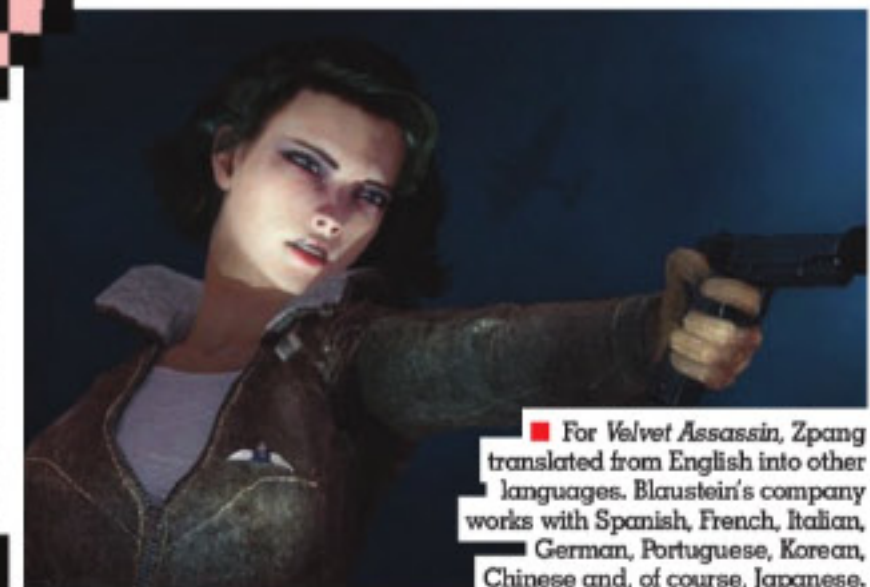 For Velvet Assassin, Zpang
translated from English into other
languages. Blaustein's company
works with Spanish, French, Italian,
German, Portuguese, Korean,
Chinese and, of course, Japanese.